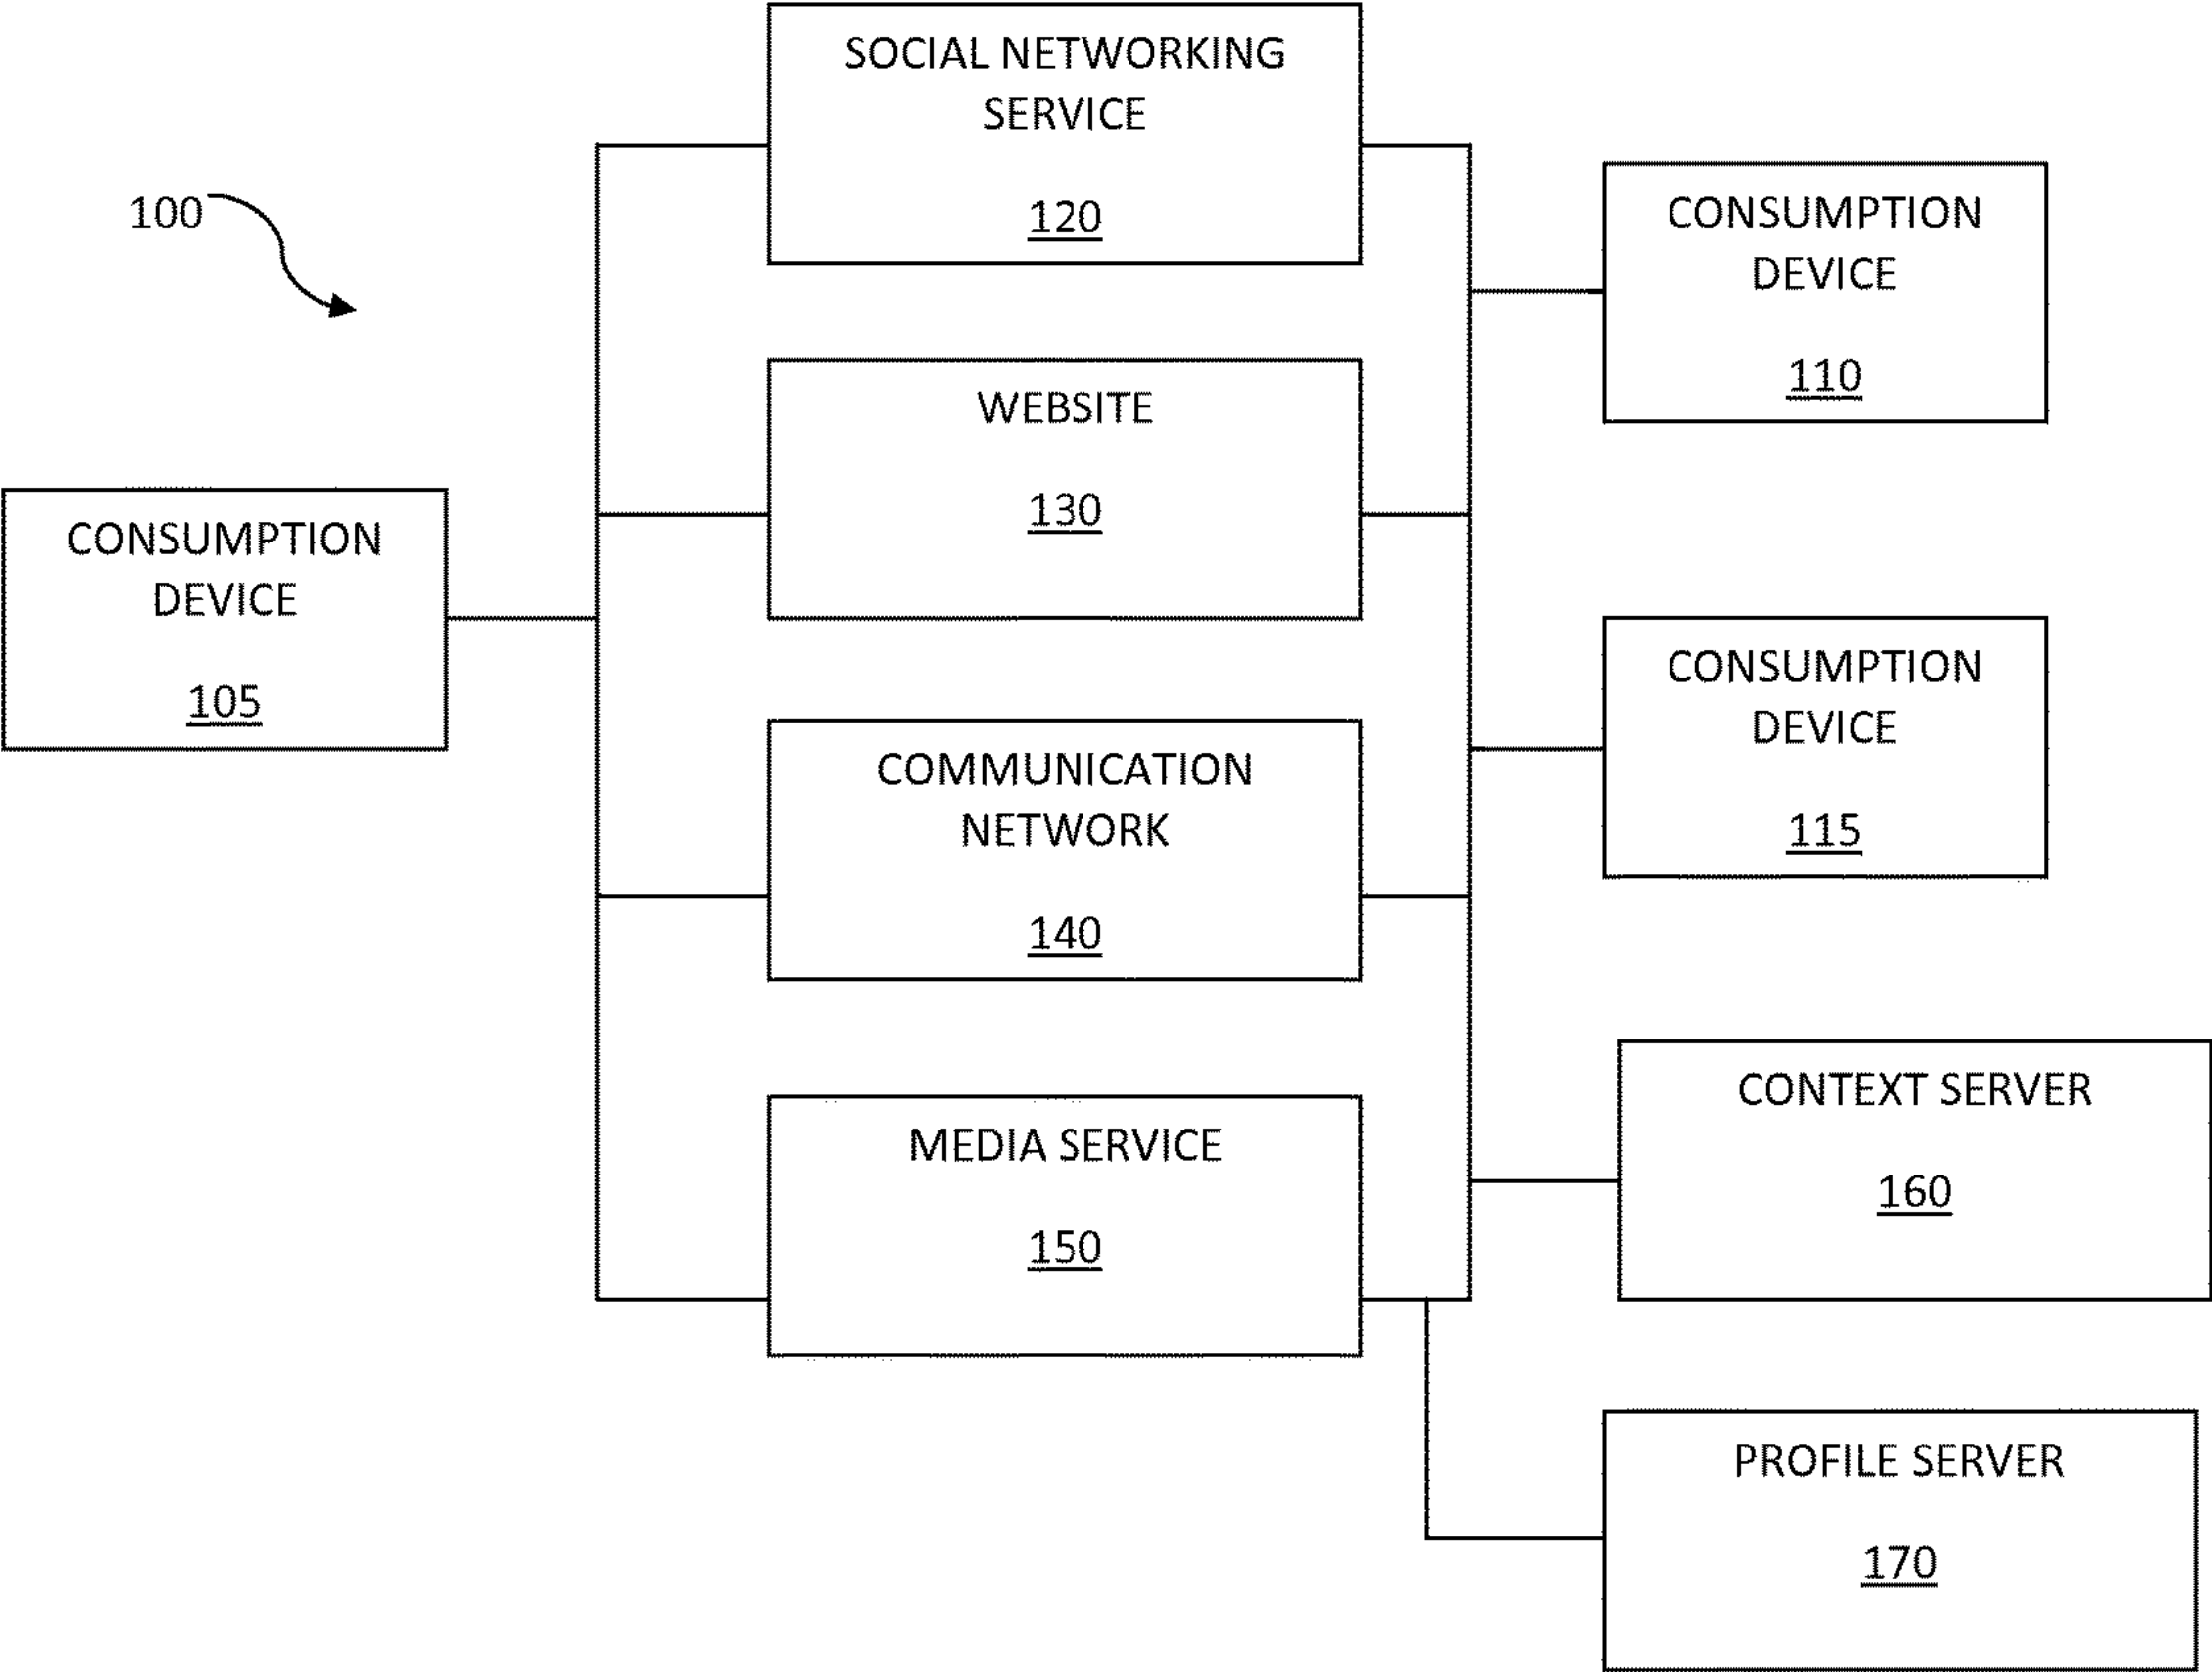 SOCIAL NETWORKING
SERVICE
120
100
CONSUMPTION
DEVICE
110
WEBSITE
130
CONSUMPTION
DEVICE
105
CONSUMPTION
DEVICE
115
COMMUNICATION
NETWORK
140
MEDIA SERVICE
150
CONTEXT SERVER
160
PROFILE SERVER
170